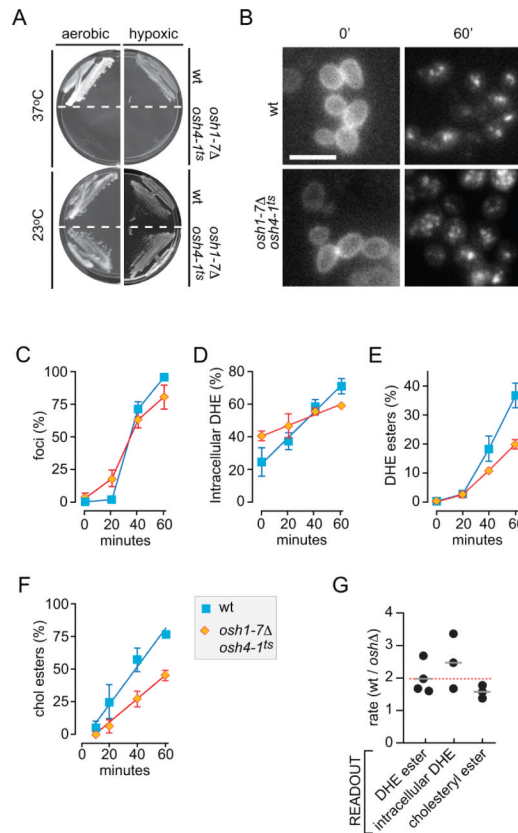 A
aerobic hypoxic
37ºC
wt
osh1-7Δ
osh4-1ts
23ºC
wt
osh1-7Δ
osh4-1ts
B
0' 60'
wt
osh1-7Δ
osh4-1ts
C
foci (%)
100
75
50
25
0
0 20 40 60
minutes
D
Intracellular DHE (%)
100
80
60
40
20
0
0 20 40 60
minutes
E
DHE esters (%)
40
30
20
10
0
0 20 40 60
minutes
F
chol esters (%)
75
50
25
0
0 20 40 60
minutes
wt
osh1-7Δ
osh4-1ts
G
rate (wt / oshΔ)
4
3
2
1
0
READOUT
DHE ester
intracellular DHE
cholesteryl ester